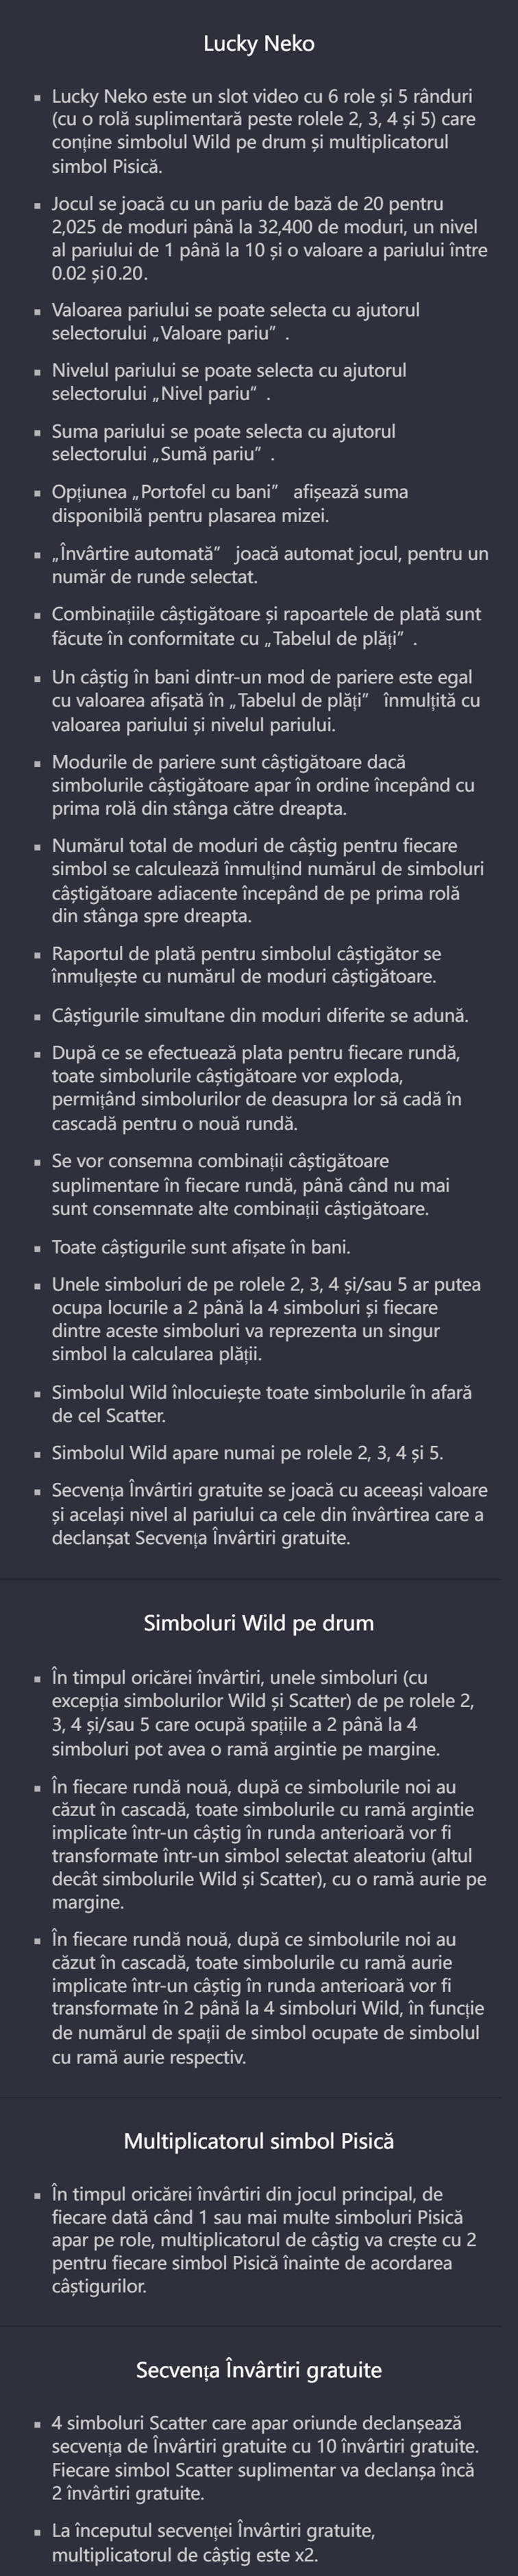 Lucky Neko
Lucky Neko este un slot video cu 6 role și 5 rânduri
(cu o rolă suplimentară peste rolele 2, 3, 4 și 5) care
conține simbolul Wild pe drum și multiplicatorul
simbol Pisică.
Jocul se joacă cu un pariu de bază de 20 pentru
2,025 de moduri până la 32,400 de moduri, un nivel
al pariului de 1 până la 10 și o valoare a pariului între
0.02 și 0.20.
Valoarea pariului se poate selecta cu ajutorul
selectorului „Valoare pariu” .
Nivelul pariului se poate selecta cu ajutorul
selectorului „Nivel pariu” .
Suma pariului se poate selecta cu ajutorul
selectorului „Sumă pariu” .
Opțiunea „Portofel cu bani” afișează suma
disponibilă pentru plasarea mizei.
„Învârtire automată” joacă automat jocul, pentru un
număr de runde selectat.
Combinațiile câștigătoare și rapoartele de plată sunt
făcute în conformitate cu „Tabelul de plăți” .
Un câștig în bani dintr-un mod de pariere este egal
cu valoarea afișată în „Tabelul de plăți” înmulțită cu
valoarea pariului și nivelul pariului.
Modurile de pariere sunt câștigătoare dacă
simbolurile câștigătoare apar în ordine începând cu
prima rolă din stânga către dreapta.
Numărul total de moduri de câștig pentru fiecare
simbol se calculează înmulțind numărul de simboluri
câștigătoare adiacente începând de pe prima rolă
din stânga spre dreapta.
Raportul de plată pentru simbolul câștigător se
înmulțește cu numărul de moduri câștigătoare.
Câștigurile simultane din moduri diferite se adună.
După ce se efectuează plata pentru fiecare rundă,
toate simbolurile câștigătoare vor exploda,
permițând simbolurilor de deasupra lor să cadă în
cascadă pentru o nouă rundă.
Se vor consemna combinații câștigătoare
suplimentare în fiecare rundă, până când nu mai
sunt consemnate alte combinații câștigătoare.
Toate câștigurile sunt afișate în bani.
Unele simboluri de pe rolele 2, 3, 4 și/sau 5 ar putea
ocupa locurile a 2 până la 4 simboluri și fiecare
dintre aceste simboluri va reprezenta un singur
simbol la calcularea plății.
Simbolul Wild înlocuiește toate simbolurile în afară
de cel Scatter.
Simbolul Wild apare numai pe rolele 2, 3, 4 și 5.
Secvența Învârtiri gratuite se joacă cu aceeași valoare
și același nivel al pariului ca cele din învârtirea care a
declanșat Secvența Învârtiri gratuite.
Simboluri Wild pe drum
În timpul oricărei învârtiri, unele simboluri (cu
excepția simbolurilor Wild și Scatter) de pe rolele 2,
3, 4 și/sau 5 care ocupă spațiile a 2 până la 4
simboluri pot avea o ramă argintie pe margine.
În fiecare rundă nouă, după ce simbolurile noi au
căzut în cascadă, toate simbolurile cu ramă argintie
implicate într-un câștig în runda anterioară vor fi
transformate într-un simbol selectat aleatoriu (altul
decât simbolurile Wild și Scatter), cu o ramă aurie pe
margine.
În fiecare rundă nouă, după ce simbolurile noi au
căzut în cascadă, toate simbolurile cu ramă aurie
implicate într-un câștig în runda anterioară vor fi
transformate în 2 până la 4 simboluri Wild, în funcție
de numărul de spații de simbol ocupate de simbolul
cu ramă aurie respectiv.
Multiplicatorul simbol Pisică
În timpul oricărei învârtiri din jocul principal, de
fiecare dată când 1 sau mai multe simboluri Pisică
apar pe role, multiplicatorul de câștig va crește cu 2
pentru fiecare simbol Pisică înainte de acordarea
câștigurilor.
Secvența Învârtiri gratuite
4 simboluri Scatter care apar oriunde declanșează
secvența de Învârtiri gratuite cu 10 învârtiri gratuite.
Fiecare simbol Scatter suplimentar va declanșa încă
2 învârtiri gratuite.
La începutul secvenței Învârtiri gratuite,
multiplicatorul de câștig este x2.